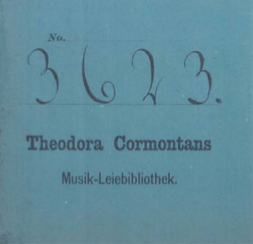 No.
3623.
Theodora Cormontans
Musik-Leiebibliothek.